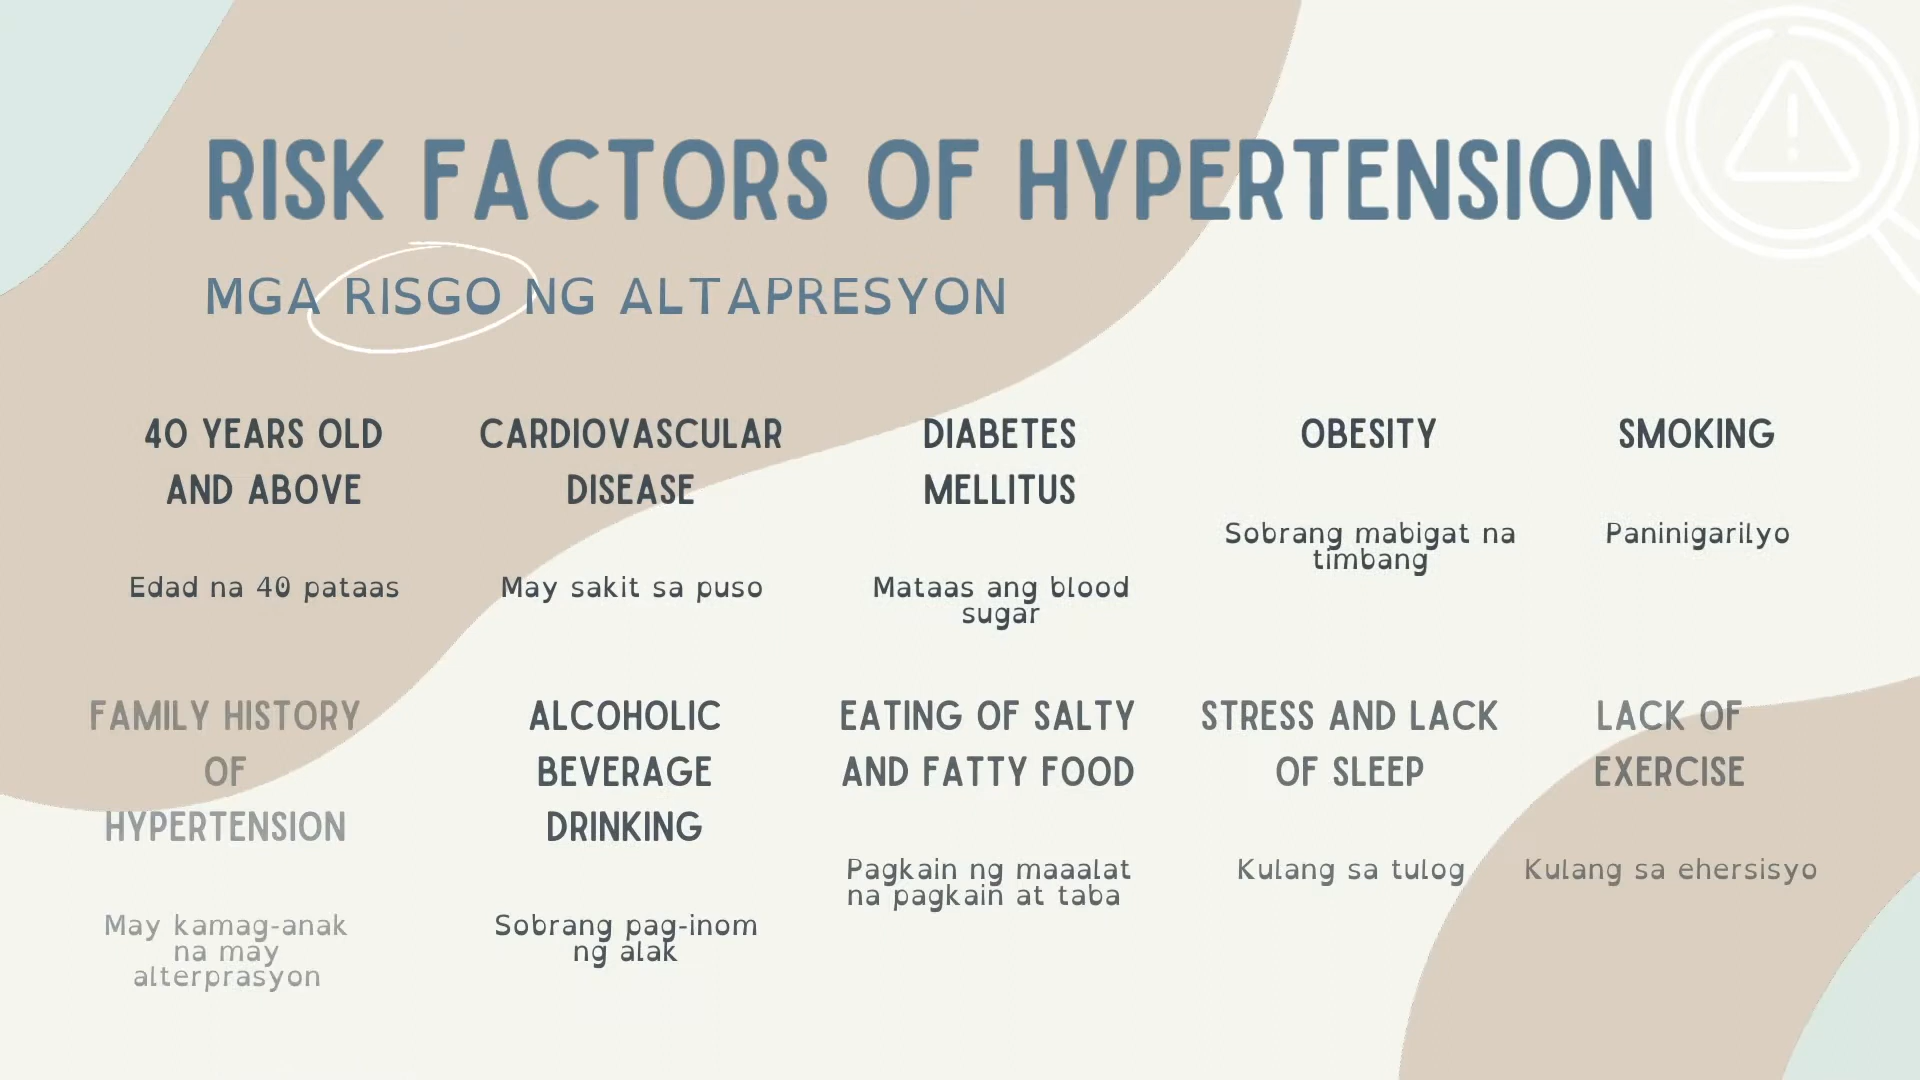 RISK FACTORS OF HYPERTENSION
MGA RISGO NG ALTAPRESYON
40 YEARS OLD
AND ABOVE
Edad na 40 pataas
CARDIOVASCULAR
DISEASE
May sakit sa puso
DIABETES
MELLITUS
Mataas ang blood
sugar
OBESITY
Sobrang mabigat na
timbang
SMOKING
Paninigarilyo
FAMILY HISTORY
OF
HYPERTENSION
May kamag-anak
na may
alterprasyon
ALCOHOLIC
BEVERAGE
DRINKING
Sobrang pag-inom
ng alak
EATING OF SALTY
AND FATTY FOOD
Pagkain ng maaalat
na pagkain at taba
STRESS AND LACK
OF SLEEP
Kulang sa tulog
LACK OF
EXERCISE
Kulang sa ehersisyo